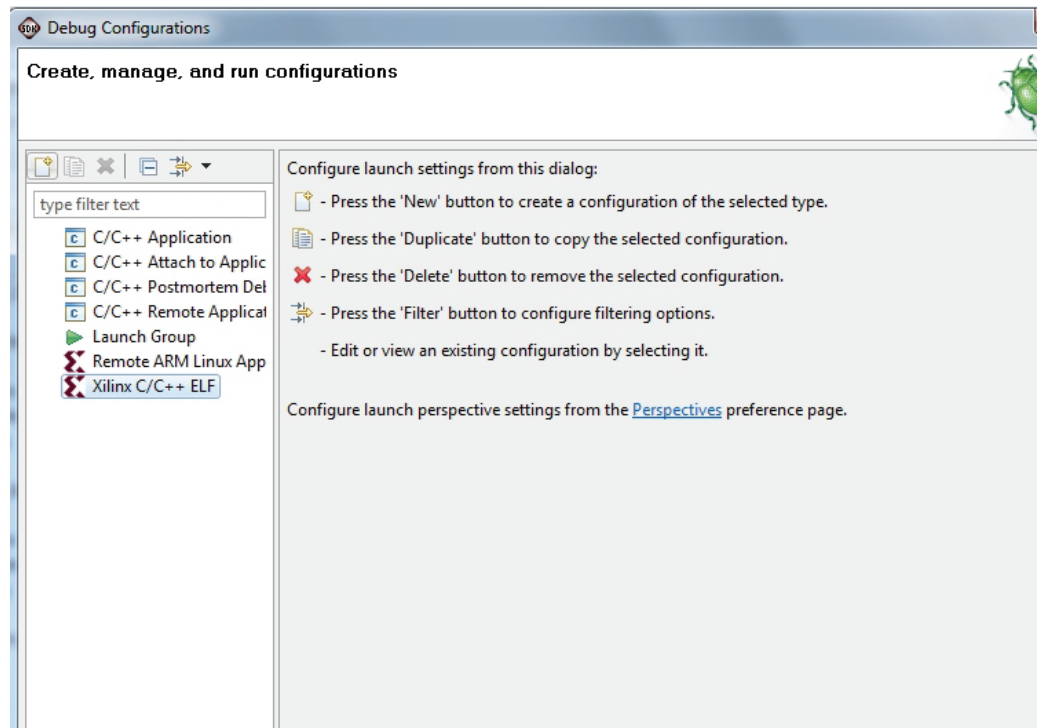 SDK Debug Configurations
Create, manage, and run configurations
type filter text
C/C++ Application
C/C++ Attach to Applic
C/C++ Postmortem Del
C/C++ Remote Applicat
Launch Group
Remote ARM Linux App
Xilinx C/C++ ELF
Configure launch settings from this dialog:
- Press the 'New' button to create a configuration of the selected type.
- Press the 'Duplicate' button to copy the selected configuration.
- Press the 'Delete' button to remove the selected configuration.
- Press the 'Filter' button to configure filtering options.
- Edit or view an existing configuration by selecting it.
Configure launch perspective settings from the Perspectives preference page.